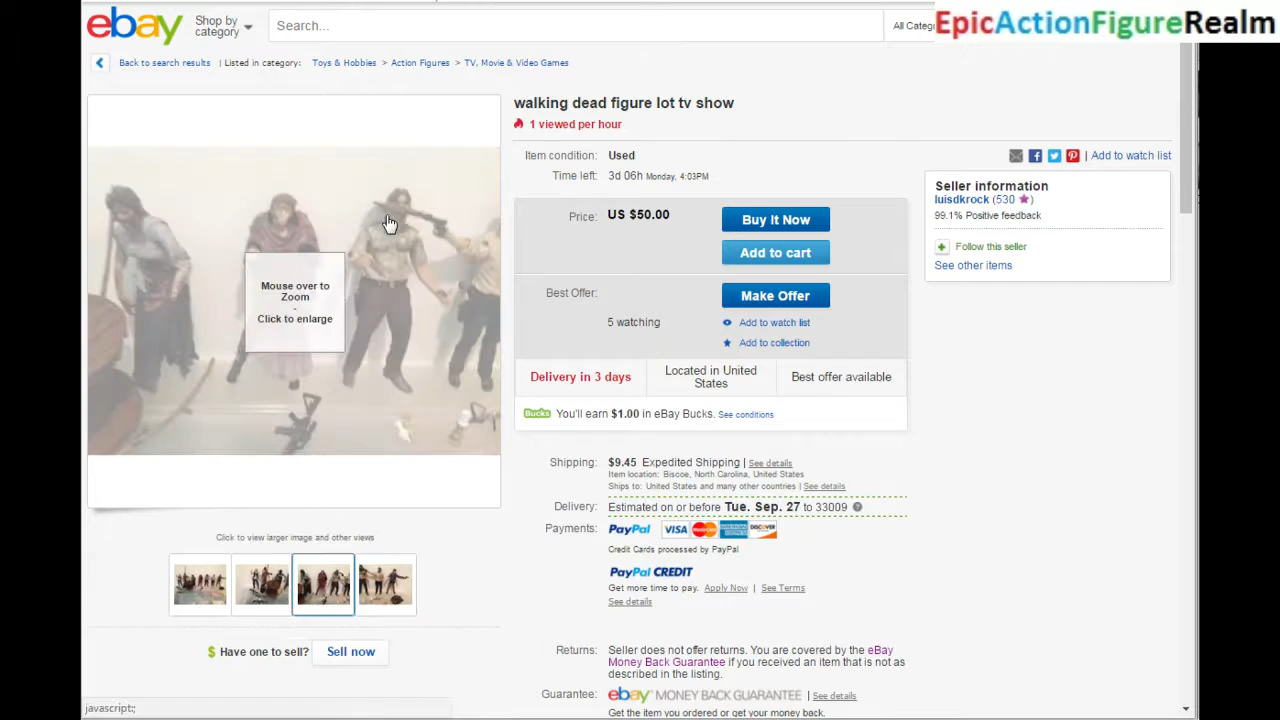 ebay
Shop by
category
Search...
All Catego
EpicActionFigureRealm
Back to search results | Listed in category: Toys & Hobbies > Action Figures > TV, Movie & Video Games
walking dead figure lot tv show
1 viewed per hour
Item condition: Used
Time left: 3d 06h Monday, 4:03PM
| Add to watch list
Seller information
luisdkrock (530 )
99.1% Positive feedback
Follow this seller
See other items
Price: US $50.00
Buy It Now
Add to cart
Best Offer:
Make Offer
5 watching
Add to watch list
Add to collection
Mouse over to
Zoom
-
Click to enlarge
Delivery in 3 days
Located in United
States
Best offer available
Bucks You'll earn $1.00 in eBay Bucks. See conditions
Shipping: $9.45 Expedited Shipping | See details
Item location: Biscoe, North Carolina, United States
Ships to: United States and many other countries | See details
Delivery: Estimated on or before Tue. Sep. 27 to 33009 ?
Payments: PayPal VISA MasterCard DISCOVER
Credit Cards processed by PayPal
PayPal CREDIT
Get more time to pay. Apply Now | See Terms
See details
Click to view larger image and other views
$ Have one to sell? Sell now
Returns: Seller does not offer returns. You are covered by the eBay
Money Back Guarantee if you received an item that is not as
described in the listing.
Guarantee: ebay MONEY BACK GUARANTEE | See details
Get the item you ordered or get your money back.
javascript:;